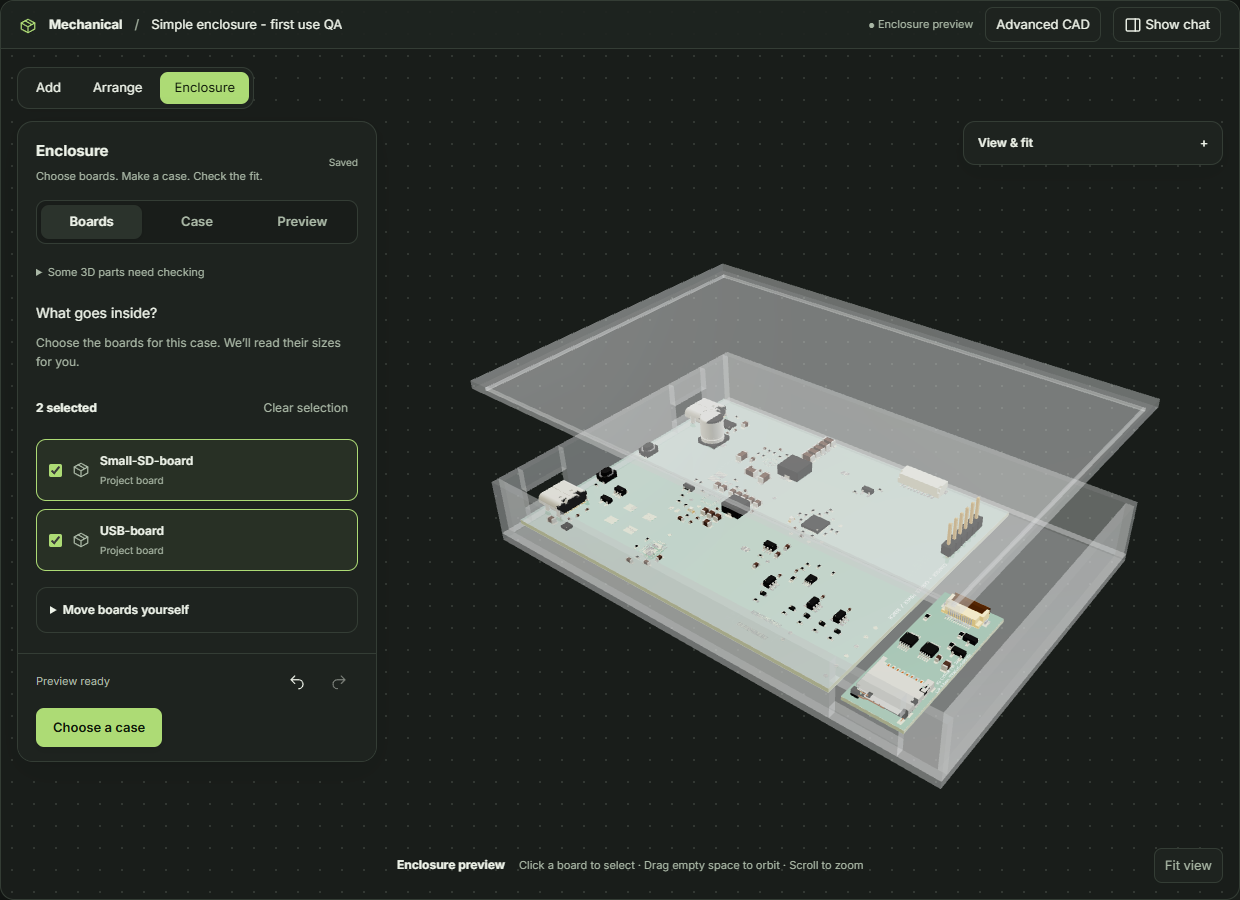 Mechanical / Simple enclosure - first use QA
Enclosure preview
Advanced CAD
Show chat
Add
Arrange
Enclosure
Enclosure
Saved
Choose boards. Make a case. Check the fit.
Boards
Case
Preview
Some 3D parts need checking
What goes inside?
Choose the boards for this case. We’ll read their sizes
for you.
2 selected
Clear selection
Small-SD-board
Project board
USB-board
Project board
Move boards yourself
Preview ready
Choose a case
View & fit
+
Enclosure preview
Click a board to select · Drag empty space to orbit · Scroll to zoom
Fit view